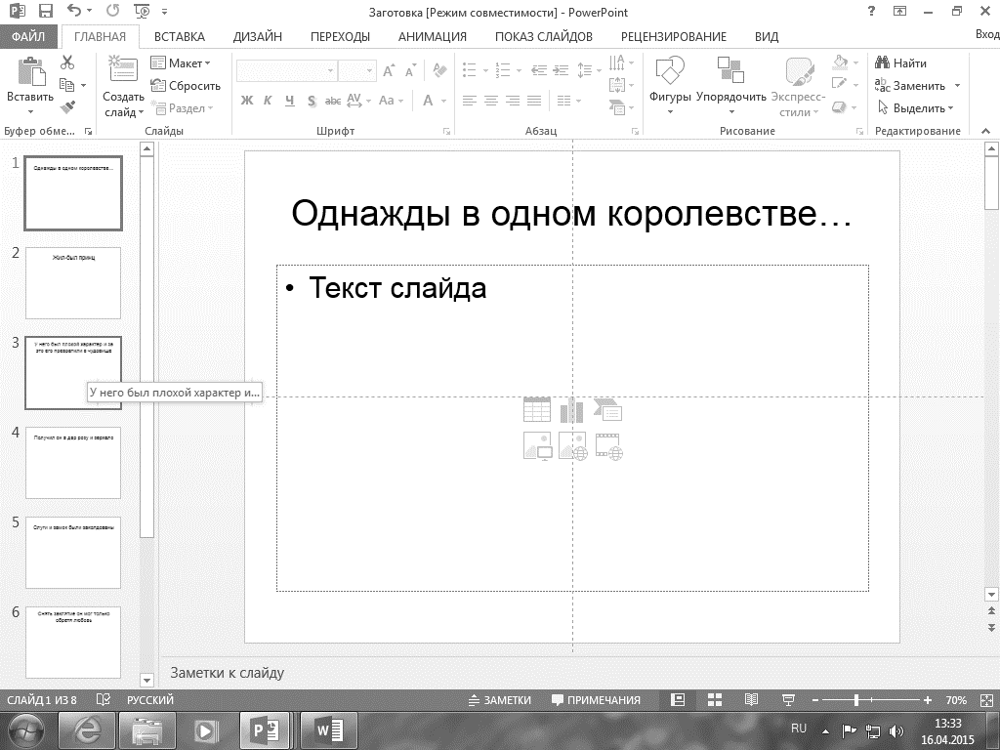 Заготовка [Режим совместимости] - PowerPoint
?
ФАЙЛ ГЛАВНАЯ ВСТАВКА ДИЗАЙН ПЕРЕХОДЫ АНИМАЦИЯ ПОКАЗ СЛАЙДОВ РЕЦЕНЗИРОВАНИЕ ВИД Вход
Вставить
Создать
слайд
Макет
Сбросить
Раздел
Ж К Ч S abc AV Aa A
Фигуры Упорядочить Экспресс-
стили
Найти
Заменить
Выделить
Буфер обме... Слайды Шрифт Абзац Рисование Редактирование
1
Однажды в одном королевстве...
2
Жил-был принц
3
У него был плохой характер и за
это его превратили в чудовище
У него был плохой характер и...
4
Получил он в дар розу и зеркало
5
Слуги и замок были заколдованы
6
Снять заклятие он мог только
обретя любовь
Однажды в одном королевстве…
• Текст слайда
Заметки к слайду
СЛАЙД 1 ИЗ 8 РУССКИЙ ЗАМЕТКИ ПРИМЕЧАНИЯ 70%
RU
13:33
16.04.2015